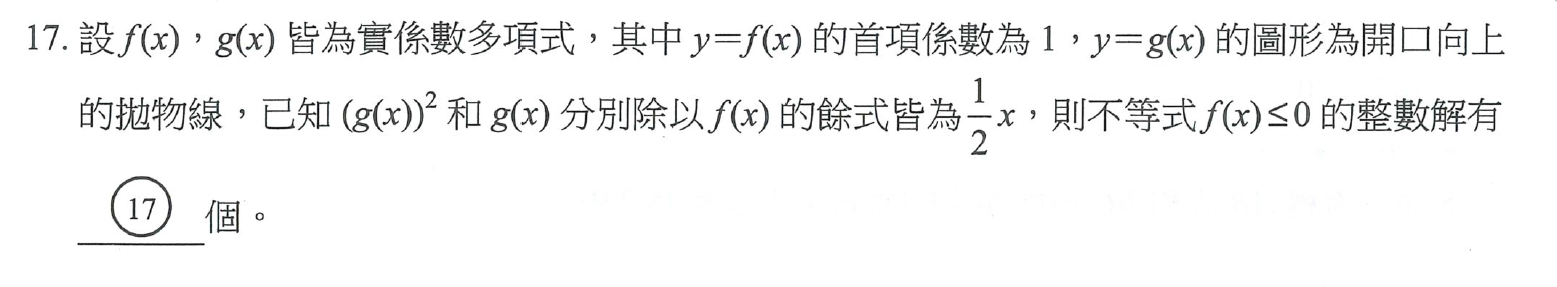 17. 設 f(x)，g(x) 皆為實係數多項式，其中 y=f(x) 的首項係數為 1，y=g(x) 的圖形為開口向上
的拋物線，已知 (g(x))² 和 g(x) 分別除以 f(x) 的餘式皆為 1/2 x，則不等式 f(x)≤0 的整數解有
⑰ 個。